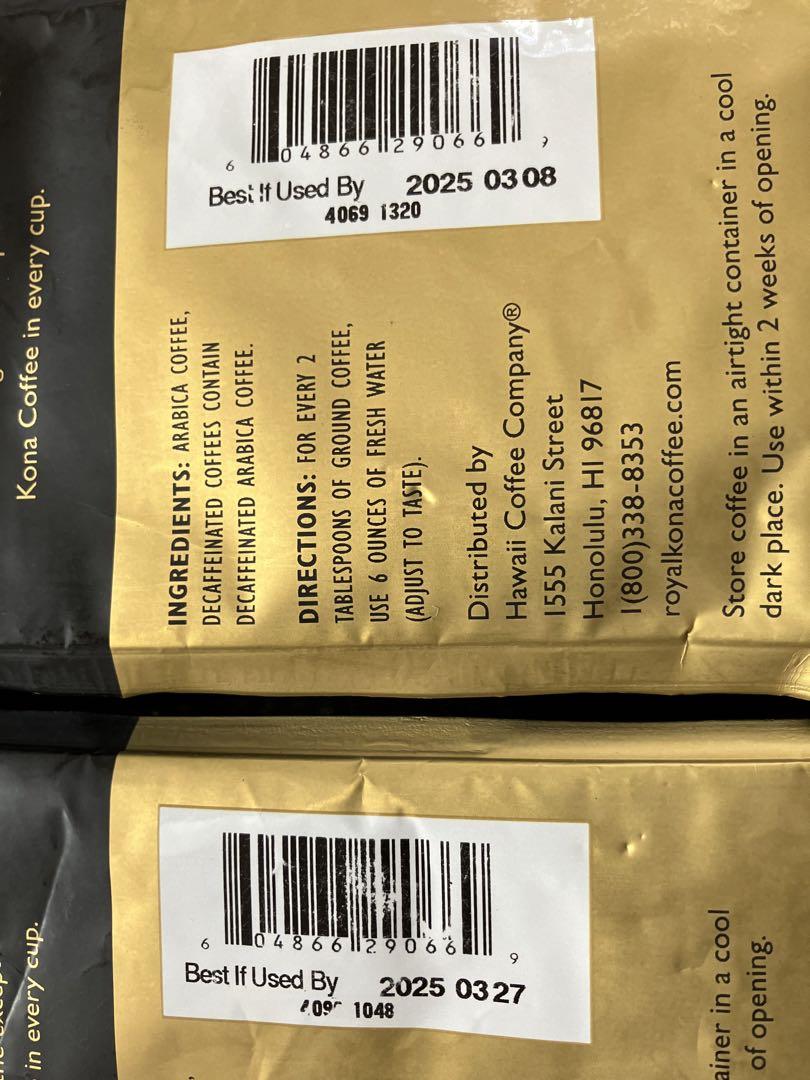 Kona Coffee in every cup.
6 04866 29066 9
Best If Used By 2025 03 08
4069 1320
INGREDIENTS: ARABICA COFFEE,
DECAFFEINATED COFFEES CONTAIN
DECAFFEINATED ARABICA COFFEE.
DIRECTIONS: FOR EVERY 2
TABLESPOONS OF GROUND COFFEE,
USE 6 OUNCES OF FRESH WATER
(ADJUST TO TASTE).
Distributed by
Hawaii Coffee Company®
1555 Kalani Street
Honolulu, HI 96817
1(800)338-8353
royalkonacoffee.com
Store coffee in an airtight container in a cool
dark place. Use within 2 weeks of opening.
in every cup.
6 04866 29066 9
Best If Used By 2025 03 27
1048
in a cool
of opening.